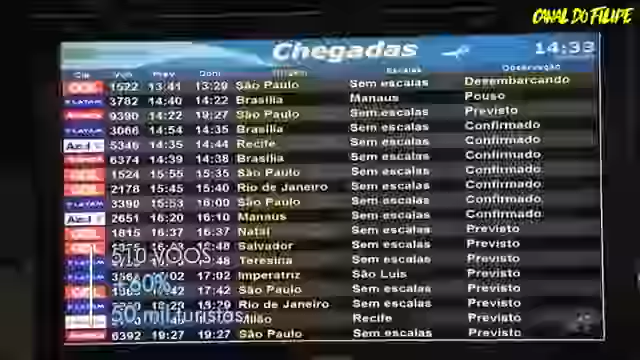 CANAL DO FILIPE
Chegadas
14:33
Cia Voo Prev Escalas Observação
GOL 1522 13:41 13:29 São Paulo Sem escalas Desembarcando
LATAM 3782 14:40 14:22 Brasília Manaus Pouso
9390 14:22 19:27 São Paulo Sem escalas Previsto
LATAM 3066 14:54 14:35 Brasília Sem escalas Confirmado
Azul 5346 14:35 14:44 Recife Sem escalas Confirmado
6374 14:39 14:38 Brasília Sem escalas Confirmado
GOL 1524 15:55 15:35 São Paulo Sem escalas Confirmado
GOL 2178 15:45 15:40 Rio de Janeiro Sem escalas Confirmado
LATAM 3390 15:53 16:00 São Paulo Sem escalas Confirmado
Azul 2651 16:20 16:10 Manaus Sem escalas Confirmado
GOL 1815 16:37 16:37 Natal Sem escalas Previsto
Salvador Sem escalas Previsto
510 VOOS
Teresina Sem escalas Previsto
17:02 Imperatriz São Luis Previsto
+60%
17:42 São Paulo Sem escalas Previsto
Rio de Janeiro Sem escalas Previsto
50 mil turistas
Recife Previsto
6392 19:27 19:27 São Paulo Sem escalas Previsto